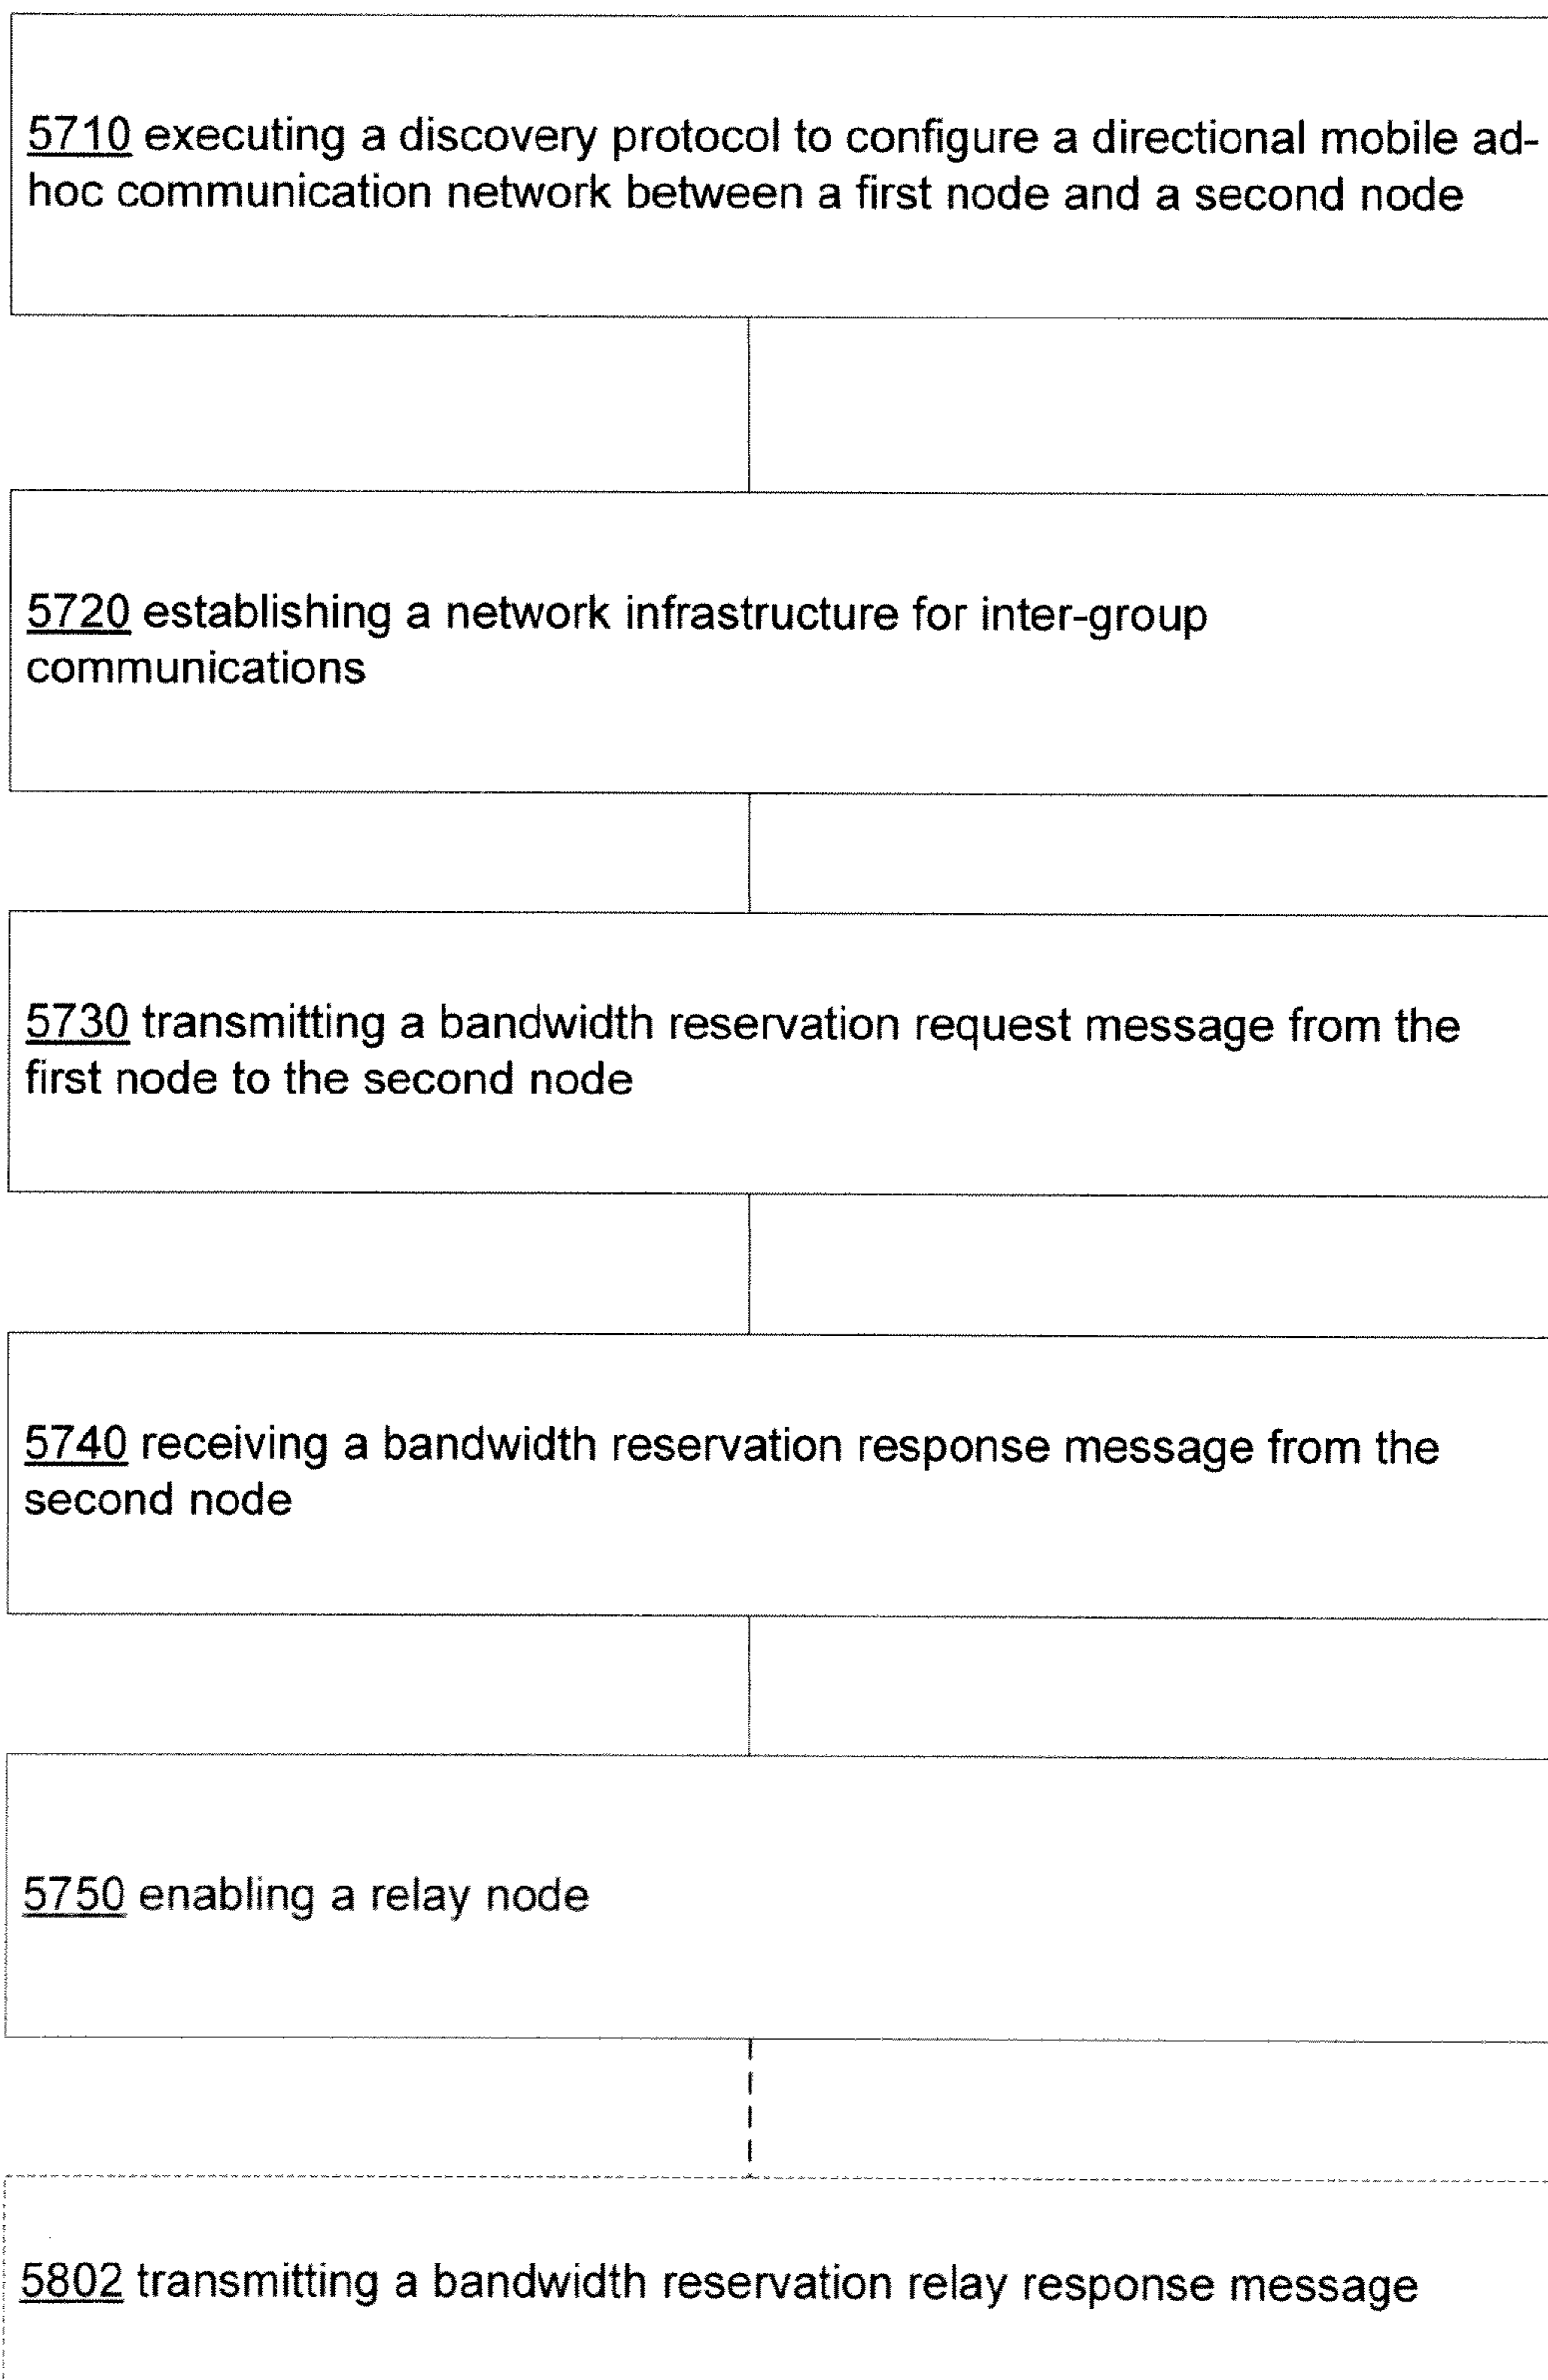 5710 executing a discovery protocol to configure a directional mobile ad-
hoc communication network between a first node and a second node
5720 establishing a network infrastructure for inter-group
communications
5730 transmitting a bandwidth reservation request message from the
first node to the second node
5740 receiving a bandwidth reservation response message from the
second node
5750 enabling a relay node
5802 transmitting a bandwidth reservation relay response message